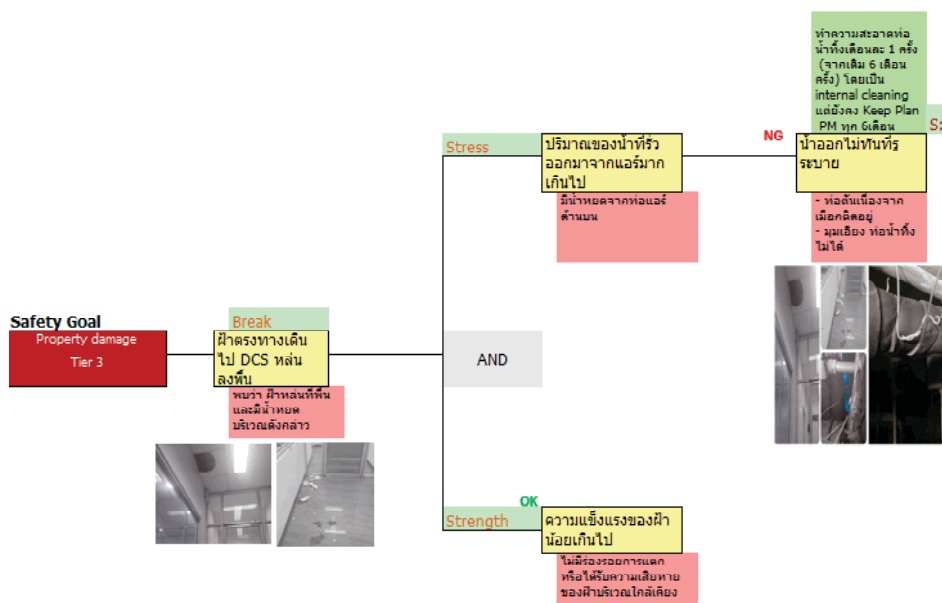 ทำความสะอาดท่อ
น้ำทิ้งเดือนละ 1 ครั้ง
(จากเดิม 6 เดือน
ครั้ง) โดยเป็น
internal cleaning
แต่ยังคง Keep Plan
PM ทุก 6เดือน
Stress
ปริมาณของน้ำที่รั่ว
ออกมาจากแอร์มาก
เกินไป
มีน้ำหยดจากท่อแอร์
ด้านบน
NG
น้ำออกไม่ทันที่รู
ระบาย
- ท่อตันเนื่องจาก
เมือกติดอยู่
- มุมเอียง ท่อน้ำทิ้ง
ไม่ได้
Safety Goal
Property damage
Tier 3
Break
ฝ้าตรงทางเดิน
ไป DCS หล่น
ลงพื้น
พบว่า ฝ้าหล่นที่พื้น
และมีน้ำหยด
บริเวณดังกล่าว
AND
OK
Strength
ความแข็งแรงของฝ้า
น้อยเกินไป
ไม่มีร่องรอยการแตก
หรือได้รับความเสียหาย
ของฝ้าบริเวณใกล้เคียง